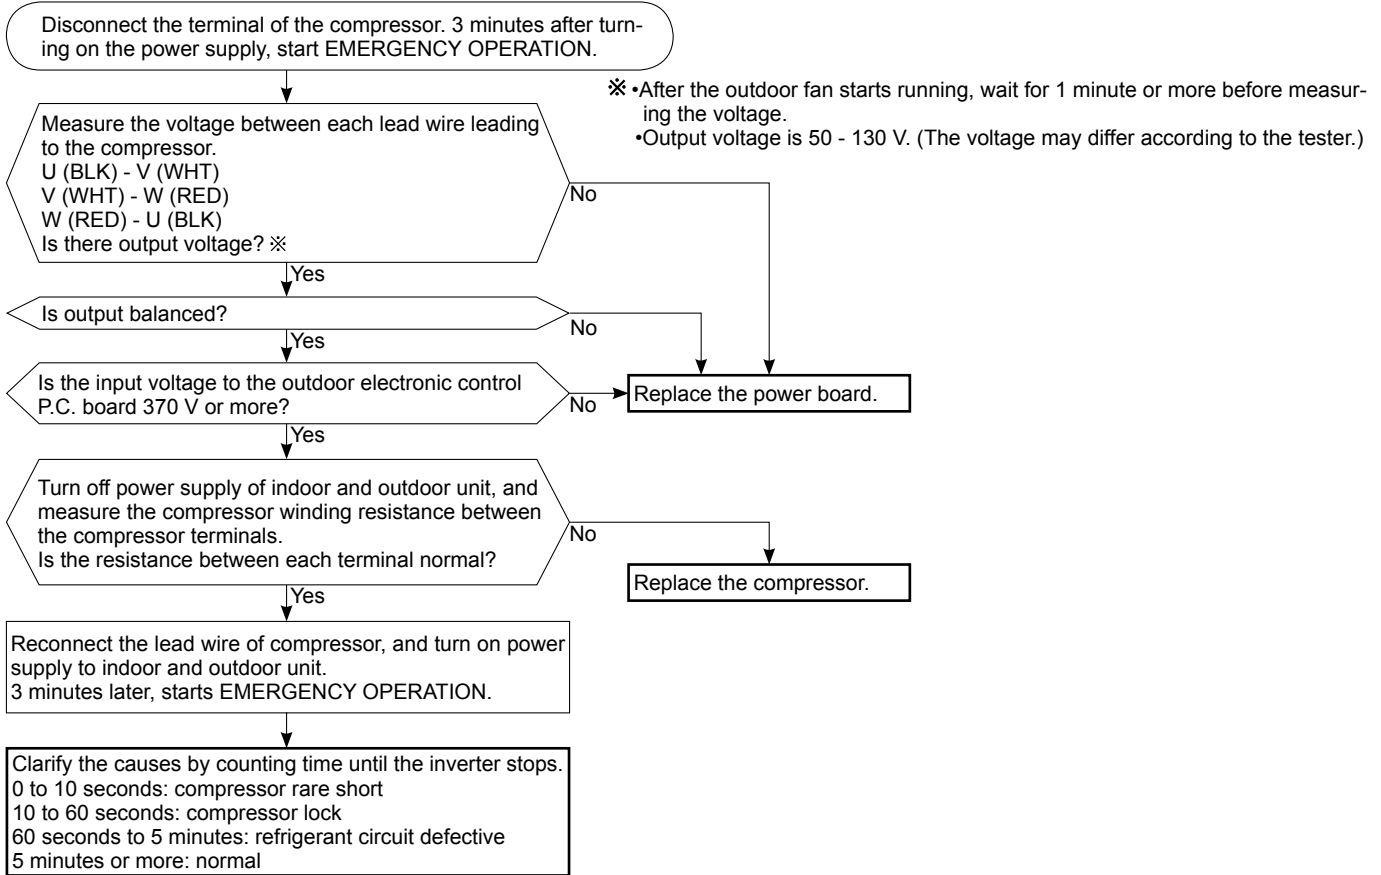 Disconnect the terminal of the compressor. 3 minutes after turn-
ing on the power supply, start EMERGENCY OPERATION.
※ •After the outdoor fan starts running, wait for 1 minute or more before measur-
ing the voltage.
•Output voltage is 50 - 130 V. (The voltage may differ according to the tester.)
Measure the voltage between each lead wire leading
to the compressor.
U (BLK) - V (WHT)
V (WHT) - W (RED)
W (RED) - U (BLK)
Is there output voltage? ※
No
Yes
Is output balanced?
No
Yes
Is the input voltage to the outdoor electronic control
P.C. board 370 V or more?
No
Replace the power board.
Yes
Turn off power supply of indoor and outdoor unit, and
measure the compressor winding resistance between
the compressor terminals.
Is the resistance between each terminal normal?
No
Replace the compressor.
Yes
Reconnect the lead wire of compressor, and turn on power
supply to indoor and outdoor unit.
3 minutes later, starts EMERGENCY OPERATION.
Clarify the causes by counting time until the inverter stops.
0 to 10 seconds: compressor rare short
10 to 60 seconds: compressor lock
60 seconds to 5 minutes: refrigerant circuit defective
5 minutes or more: normal